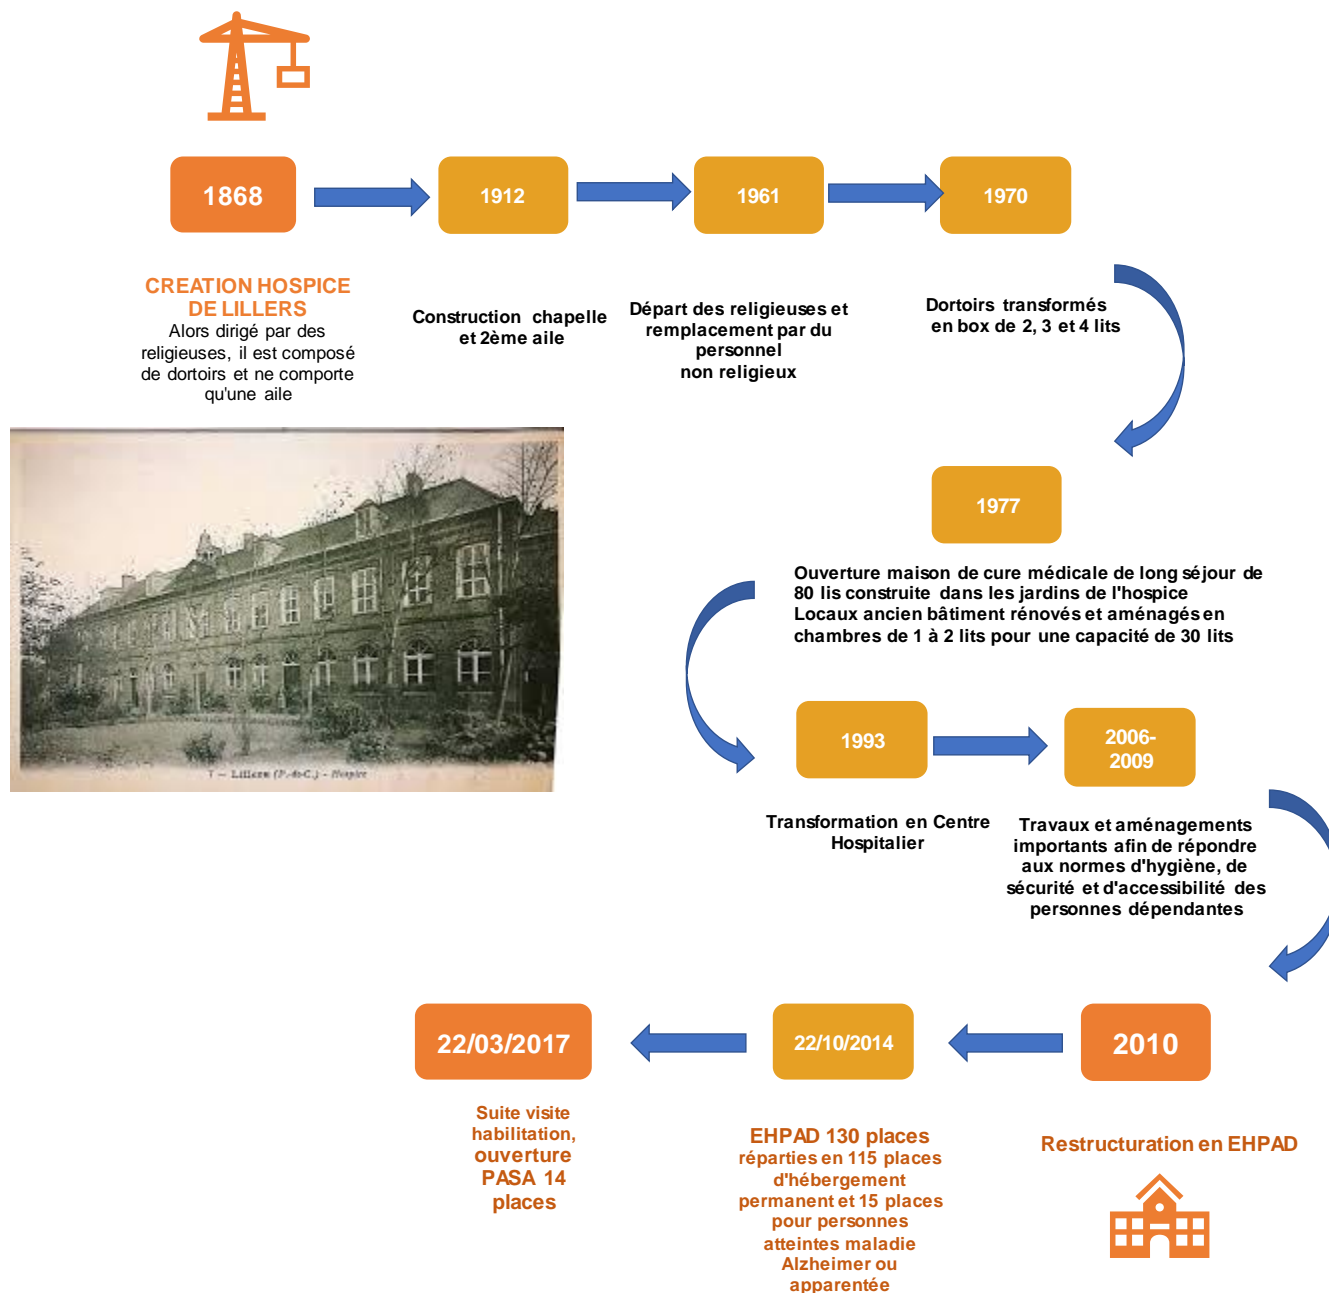 1868
1912
1961
1970
CREATION HOSPICE
DE LILLERS
Alors dirigé par des
religieuses, il est composé
de dortoirs et ne comporte
qu'une aile
Construction chapelle
et 2ème aile
Départ des religieuses et
remplacement par du
personnel
non religieux
Dortoirs transformés
en box de 2, 3 et 4 lits
7 - Lillers (P.-de-C.) - Hospice
1977
Ouverture maison de cure médicale de long séjour de
80 lis construite dans les jardins de l'hospice
Locaux ancien bâtiment rénovés et aménagés en
chambres de 1 à 2 lits pour une capacité de 30 lits
1993
2006-
2009
Transformation en Centre
Hospitalier
Travaux et aménagements
importants afin de répondre
aux normes d'hygiène, de
sécurité et d'accessibilité des
personnes dépendantes
2010
22/10/2014
22/03/2017
Restructuration en EHPAD
EHPAD 130 places
réparties en 115 places
d'hébergement
permanent et 15 places
pour personnes
atteintes maladie
Alzheimer ou
apparentée
Suite visite
habilitation,
ouverture
PASA 14
places